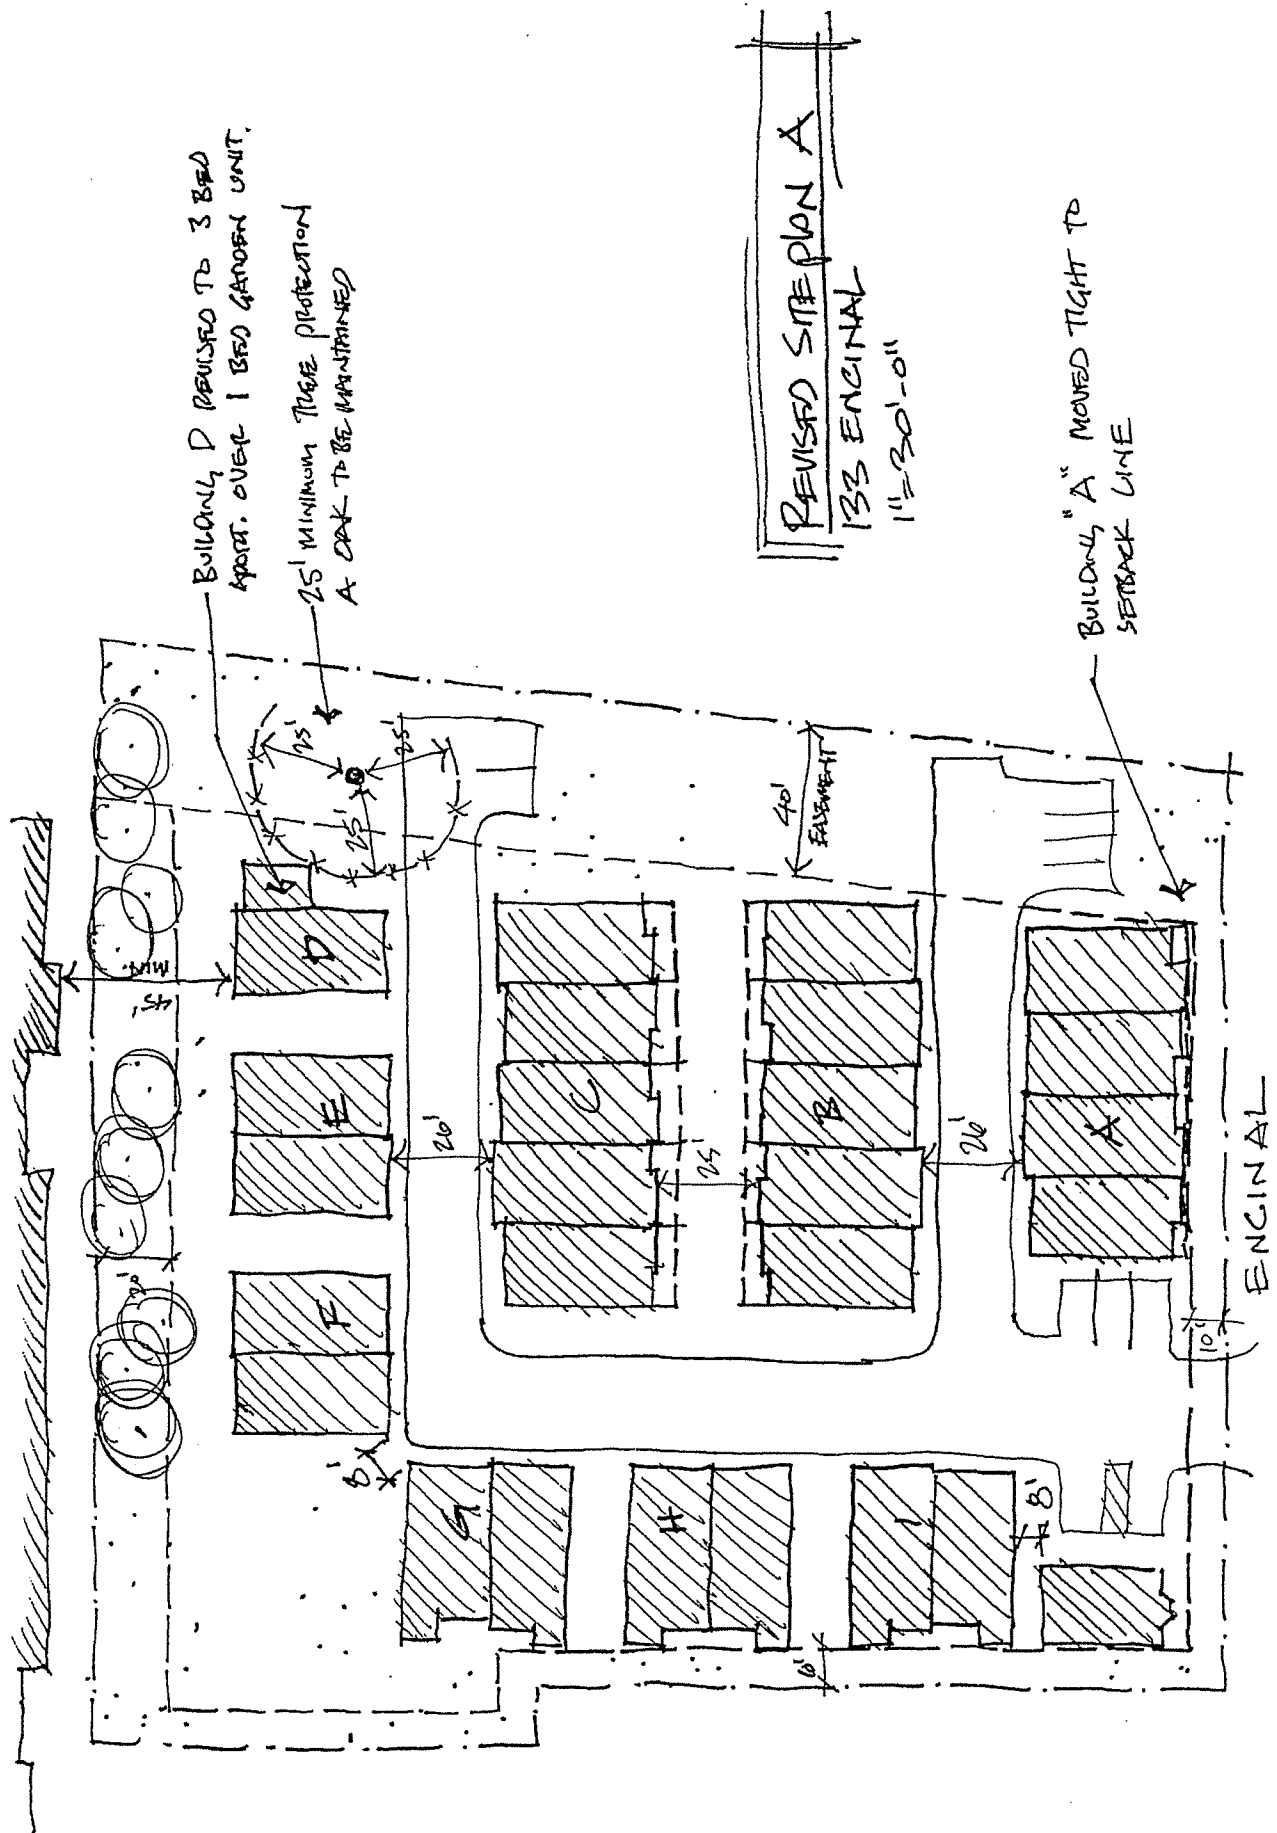 BUILDING D REVISED TO 3 BED
APART. OVER 1 BED GARDEN UNIT.
25' MINIMUM TREE PROTECTION
A OAK TO BE MAINTAINED
REVISED SITE PLAN A
133 ENCINAL
1"=30'-0"
BUILDING "A" MOVED TIGHT TO
SETBACK LINE
25'
25'
25'
40'
EASEMENT
45'
MIN
D
E
F
20'
26'
C
25'
B
26'
A
8'
G
H
I
8'
6'
10'
ENCINAL